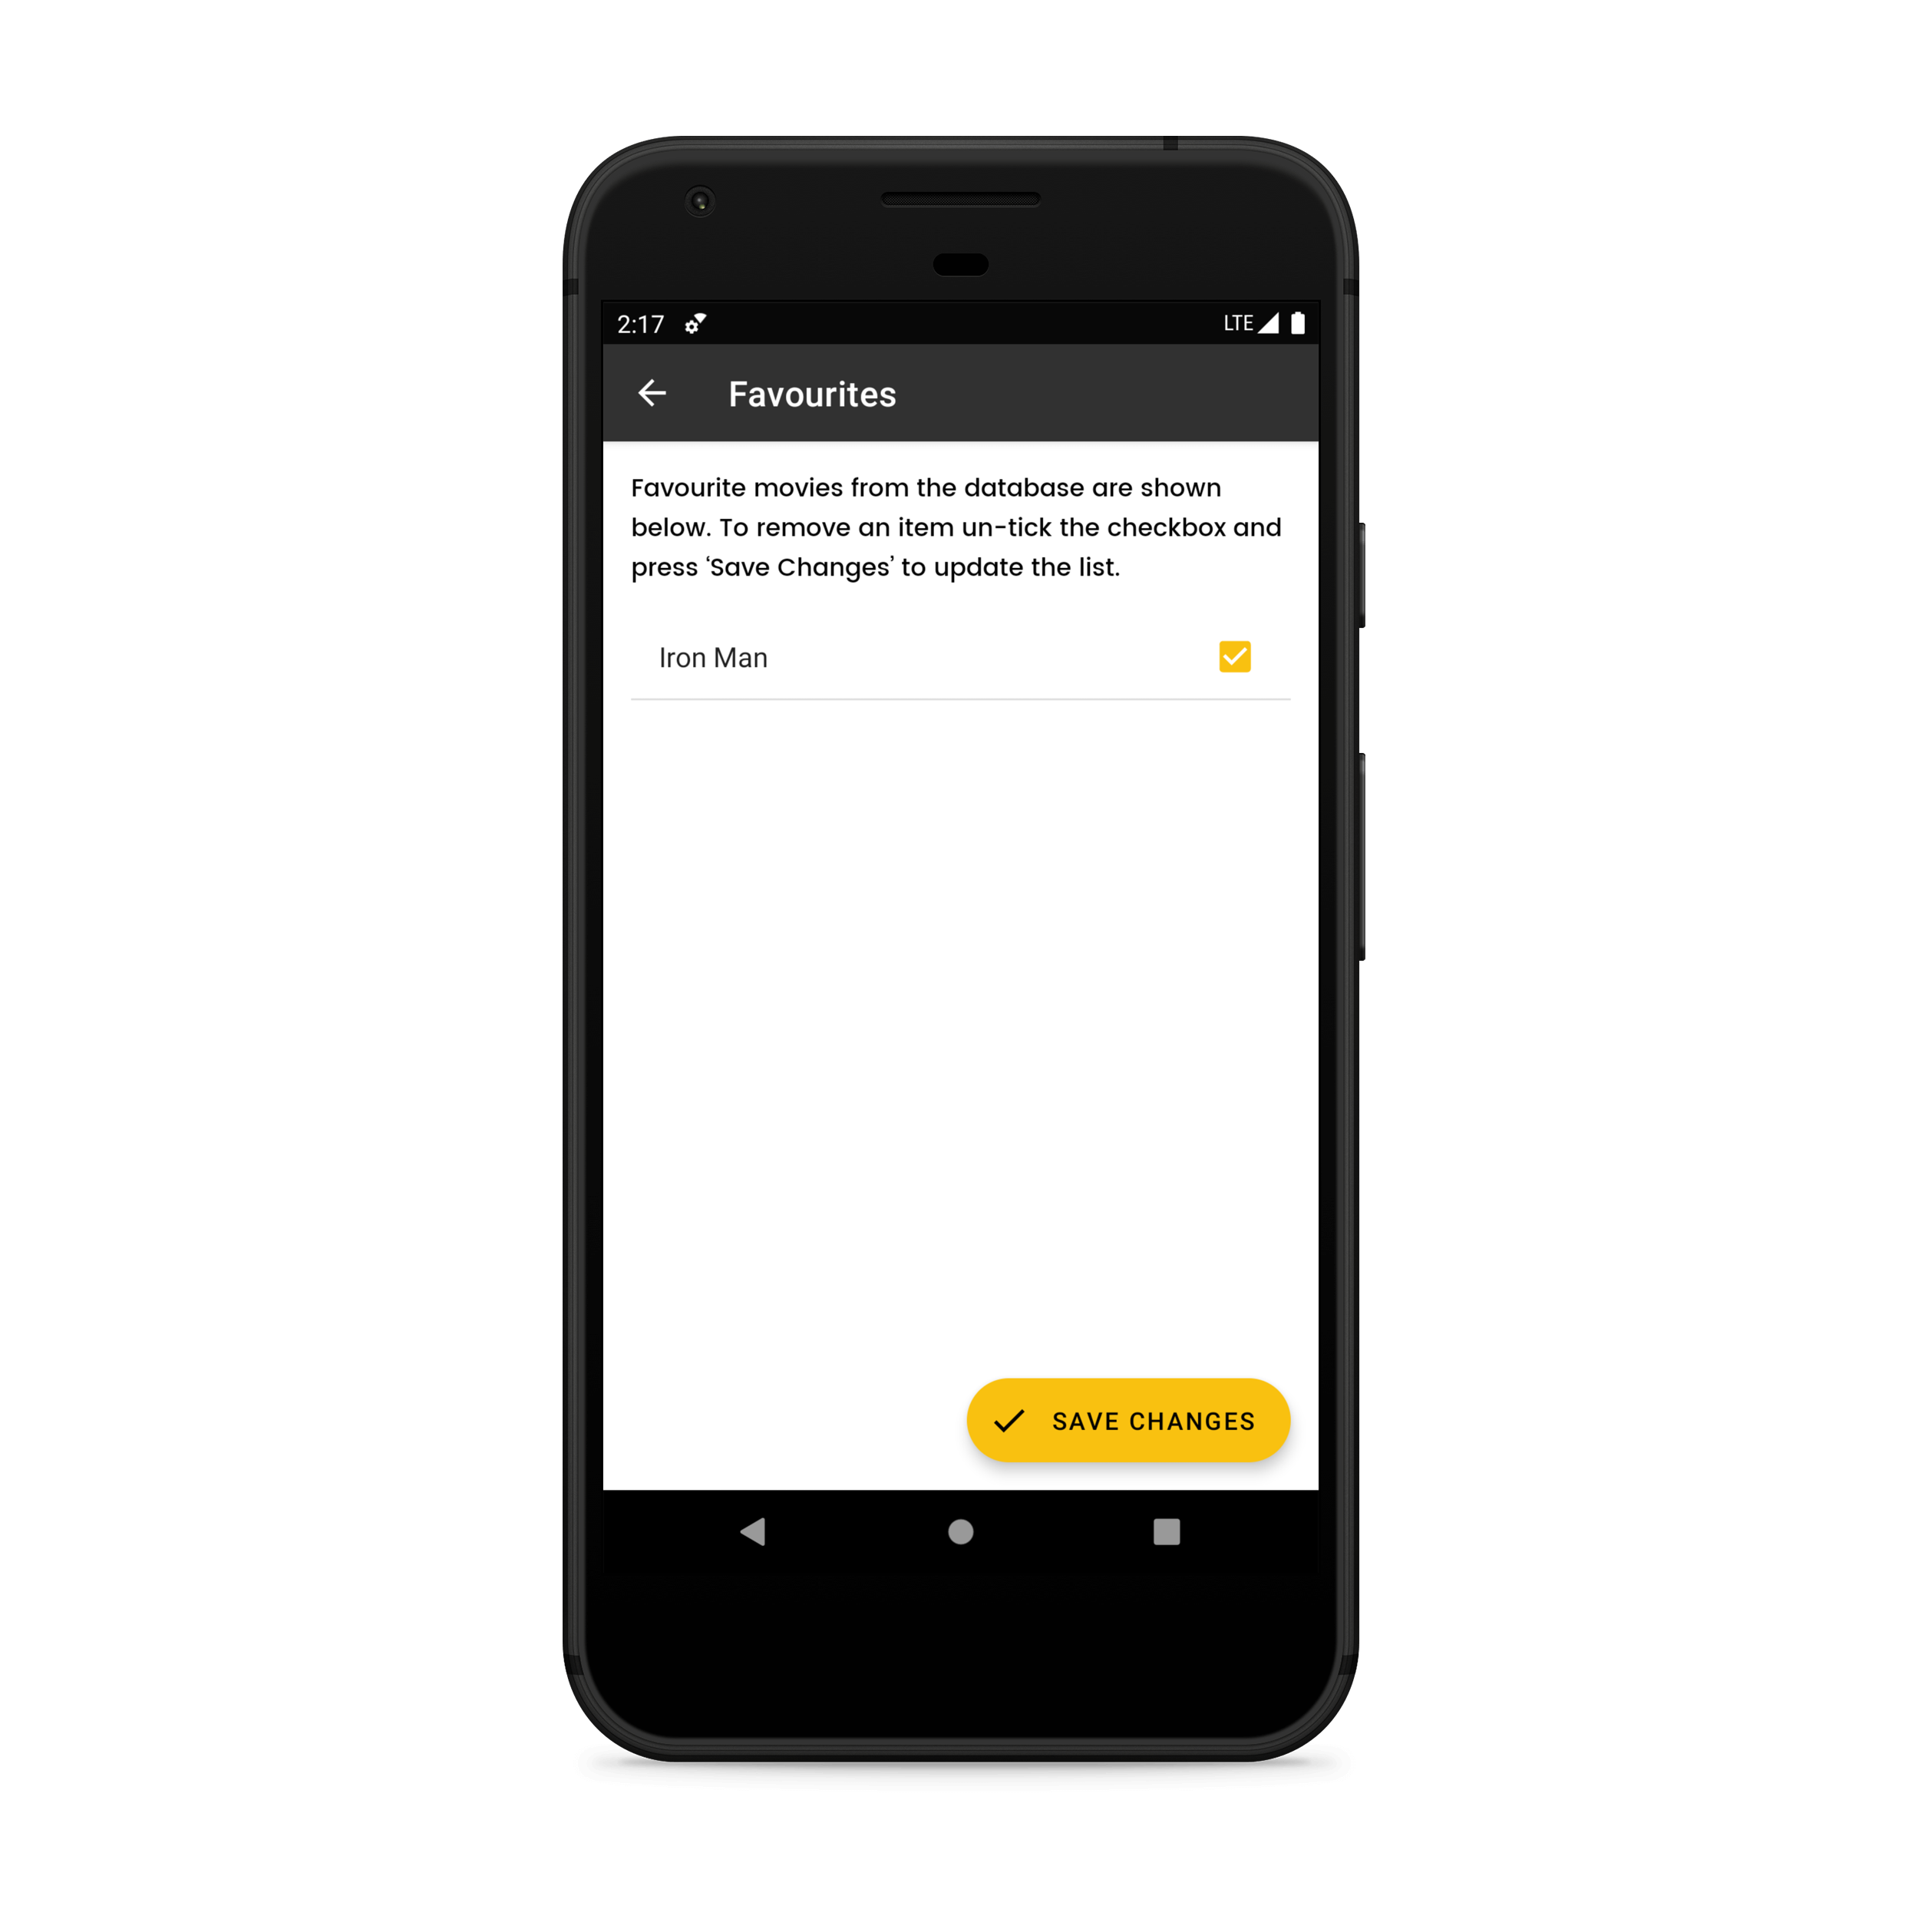 2:17 LTE
Favourites
Favourite movies from the database are shown
below. To remove an item un-tick the checkbox and
press ‘Save Changes’ to update the list.
Iron Man
SAVE CHANGES